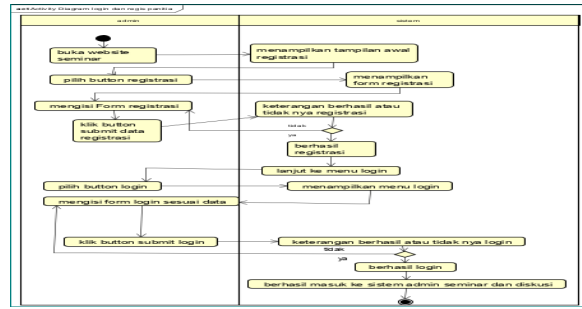 Activity Diagram login dan regis panitia
admin
sistem
buka website
seminar
menampilkan tampilan awal
registrasi
pilih button registrasi
menampilkan
form registrasi
mengisi Form registrasi
keterangan berhasil atau
tidak nya registrasi
klik button
submit data
registrasi
tidak
ya
berhasil
registrasi
lanjut ke menu login
pilih button login
menampilkan menu login
mengisi form login sesuai data
klik button submit login
keterangan berhasil atau tidak nya login
tidak
ya
berhasil login
berhasil masuk ke sistem admin seminar dan diskusi